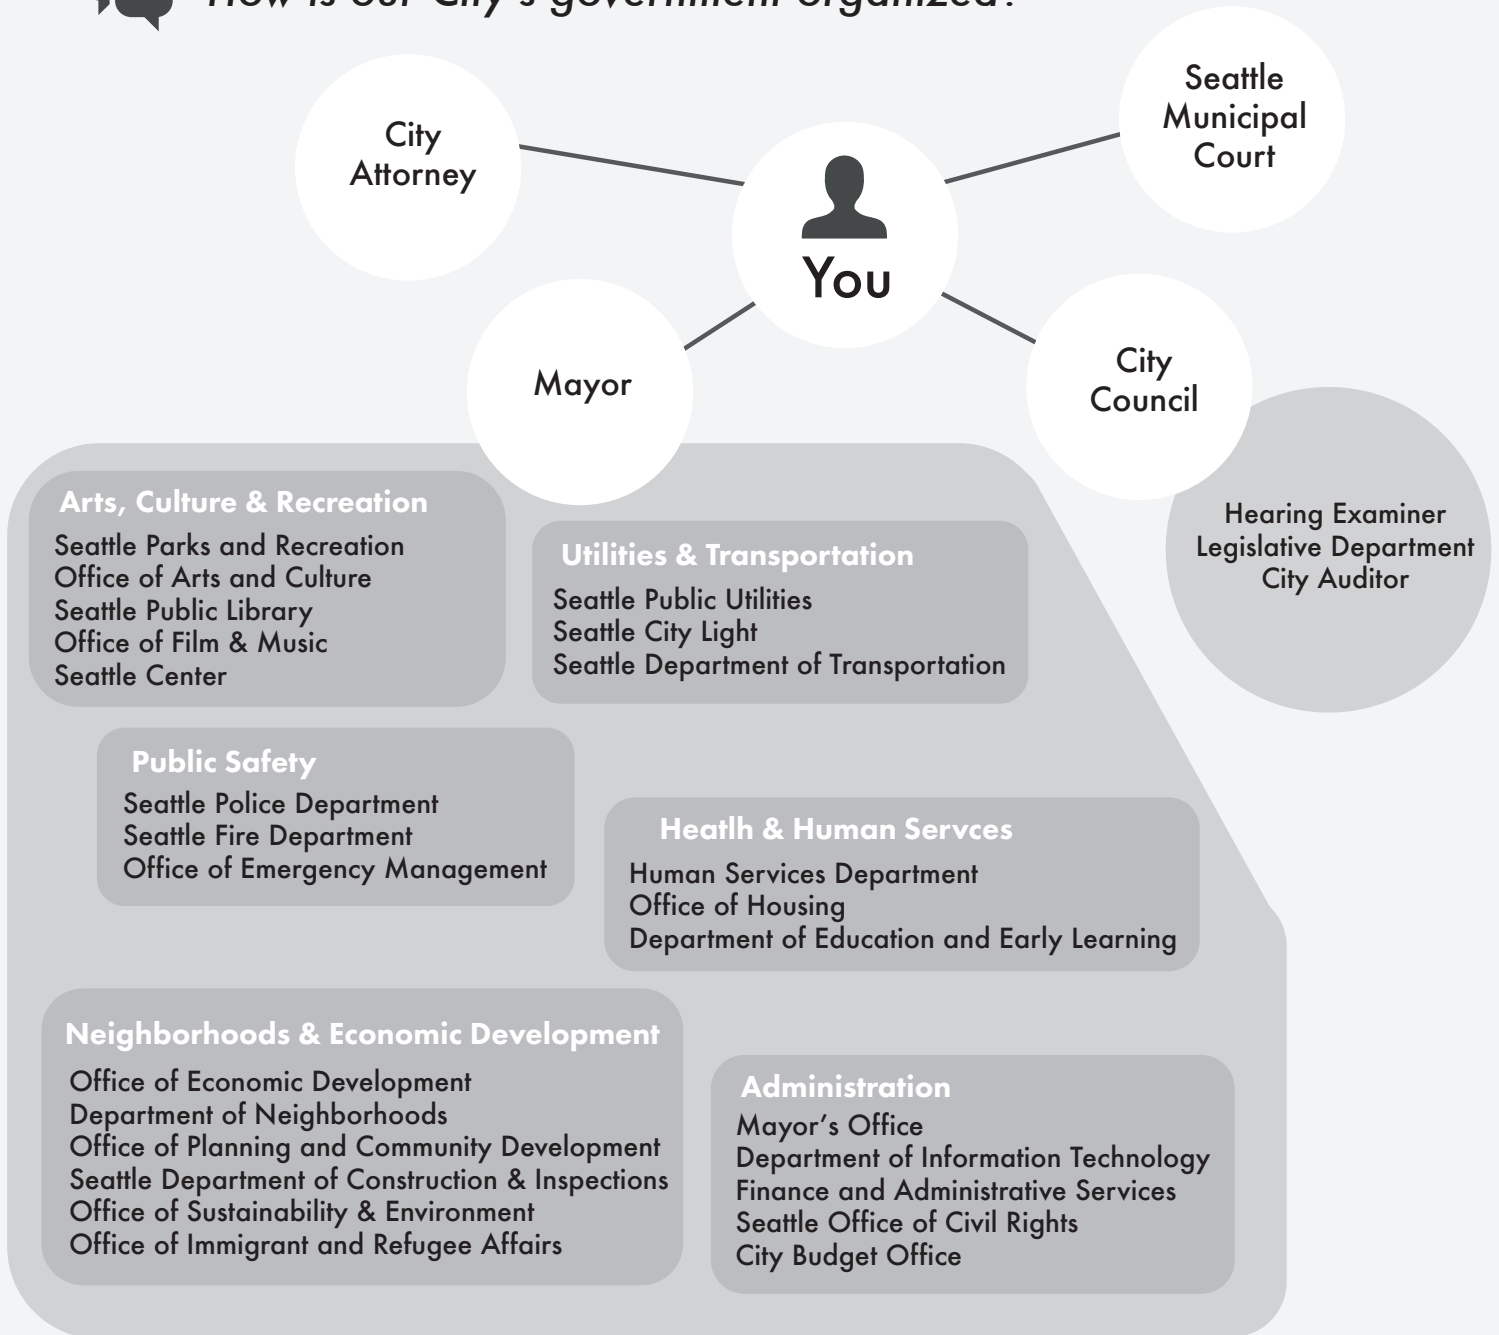 How is our City's government organized?
City
Attorney
Seattle
Municipal
Court
You
Mayor
City
Council
Hearing Examiner
Legislative Department
City Auditor
Arts, Culture & Recreation
Seattle Parks and Recreation
Office of Arts and Culture
Seattle Public Library
Office of Film & Music
Seattle Center
Utilities & Transportation
Seattle Public Utilities
Seattle City Light
Seattle Department of Transportation
Public Safety
Seattle Police Department
Seattle Fire Department
Office of Emergency Management
Heatlh & Human Servces
Human Services Department
Office of Housing
Department of Education and Early Learning
Neighborhoods & Economic Development
Office of Economic Development
Department of Neighborhoods
Office of Planning and Community Development
Seattle Department of Construction & Inspections
Office of Sustainability & Environment
Office of Immigrant and Refugee Affairs
Administration
Mayor’s Office
Department of Information Technology
Finance and Administrative Services
Seattle Office of Civil Rights
City Budget Office